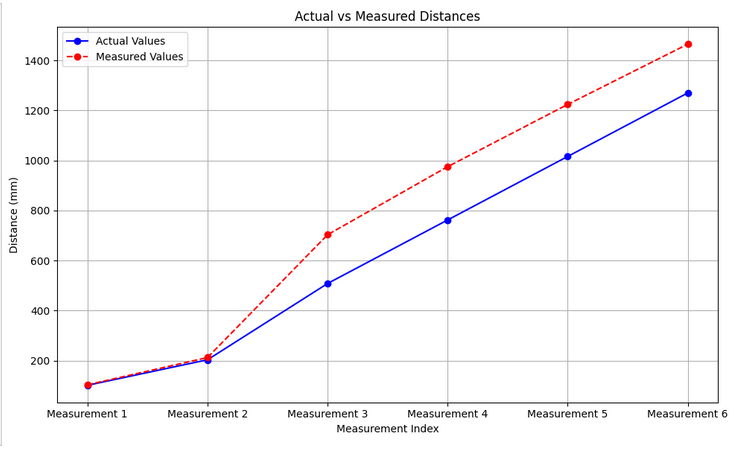 Actual vs Measured Distances
Actual Values
Measured Values
1400
1200
1000
800
600
400
200
Distance (mm)
Measurement 1 Measurement 2 Measurement 3 Measurement 4 Measurement 5 Measurement 6
Measurement Index